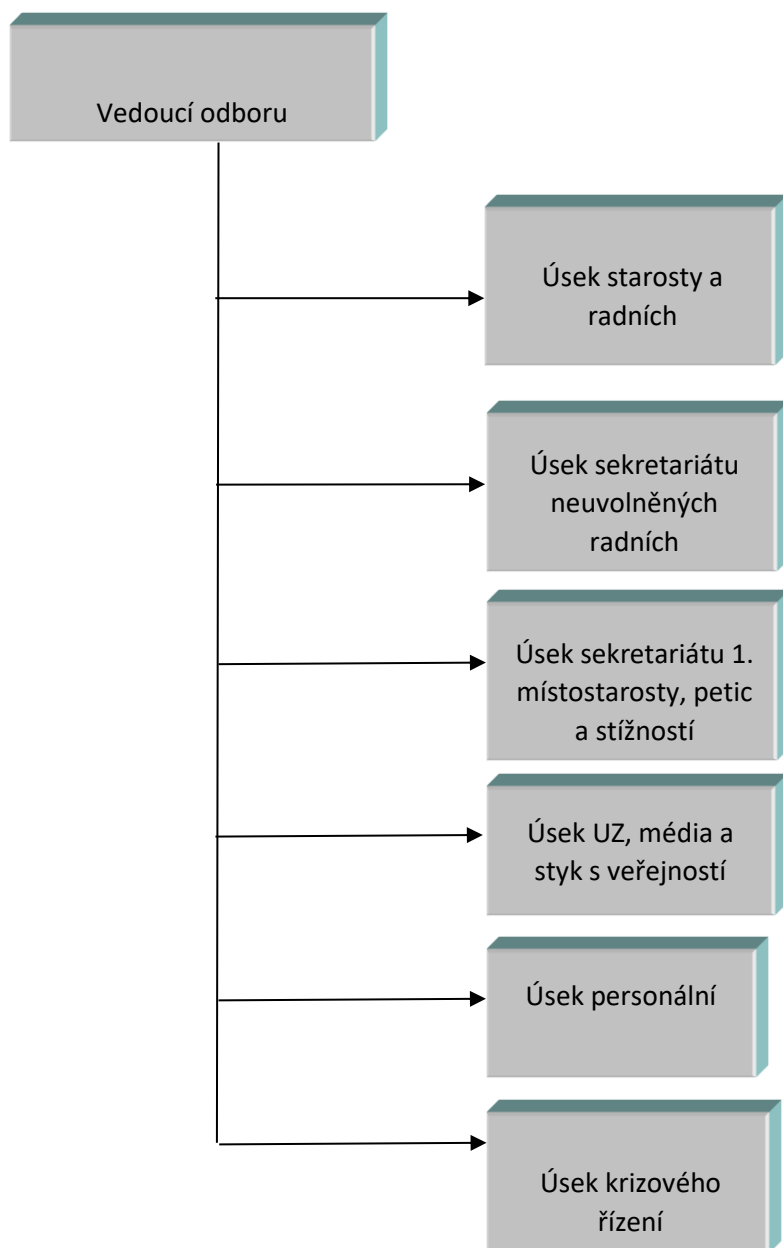 Vedoucí odboru
Úsek starosty a
radních
Úsek sekretariátu
neuvolněných
radních
Úsek sekretariátu 1.
místostarosty, petic
a stížností
Úsek UZ, média a
styk s veřejností
Úsek personální
Úsek krizového
řízení